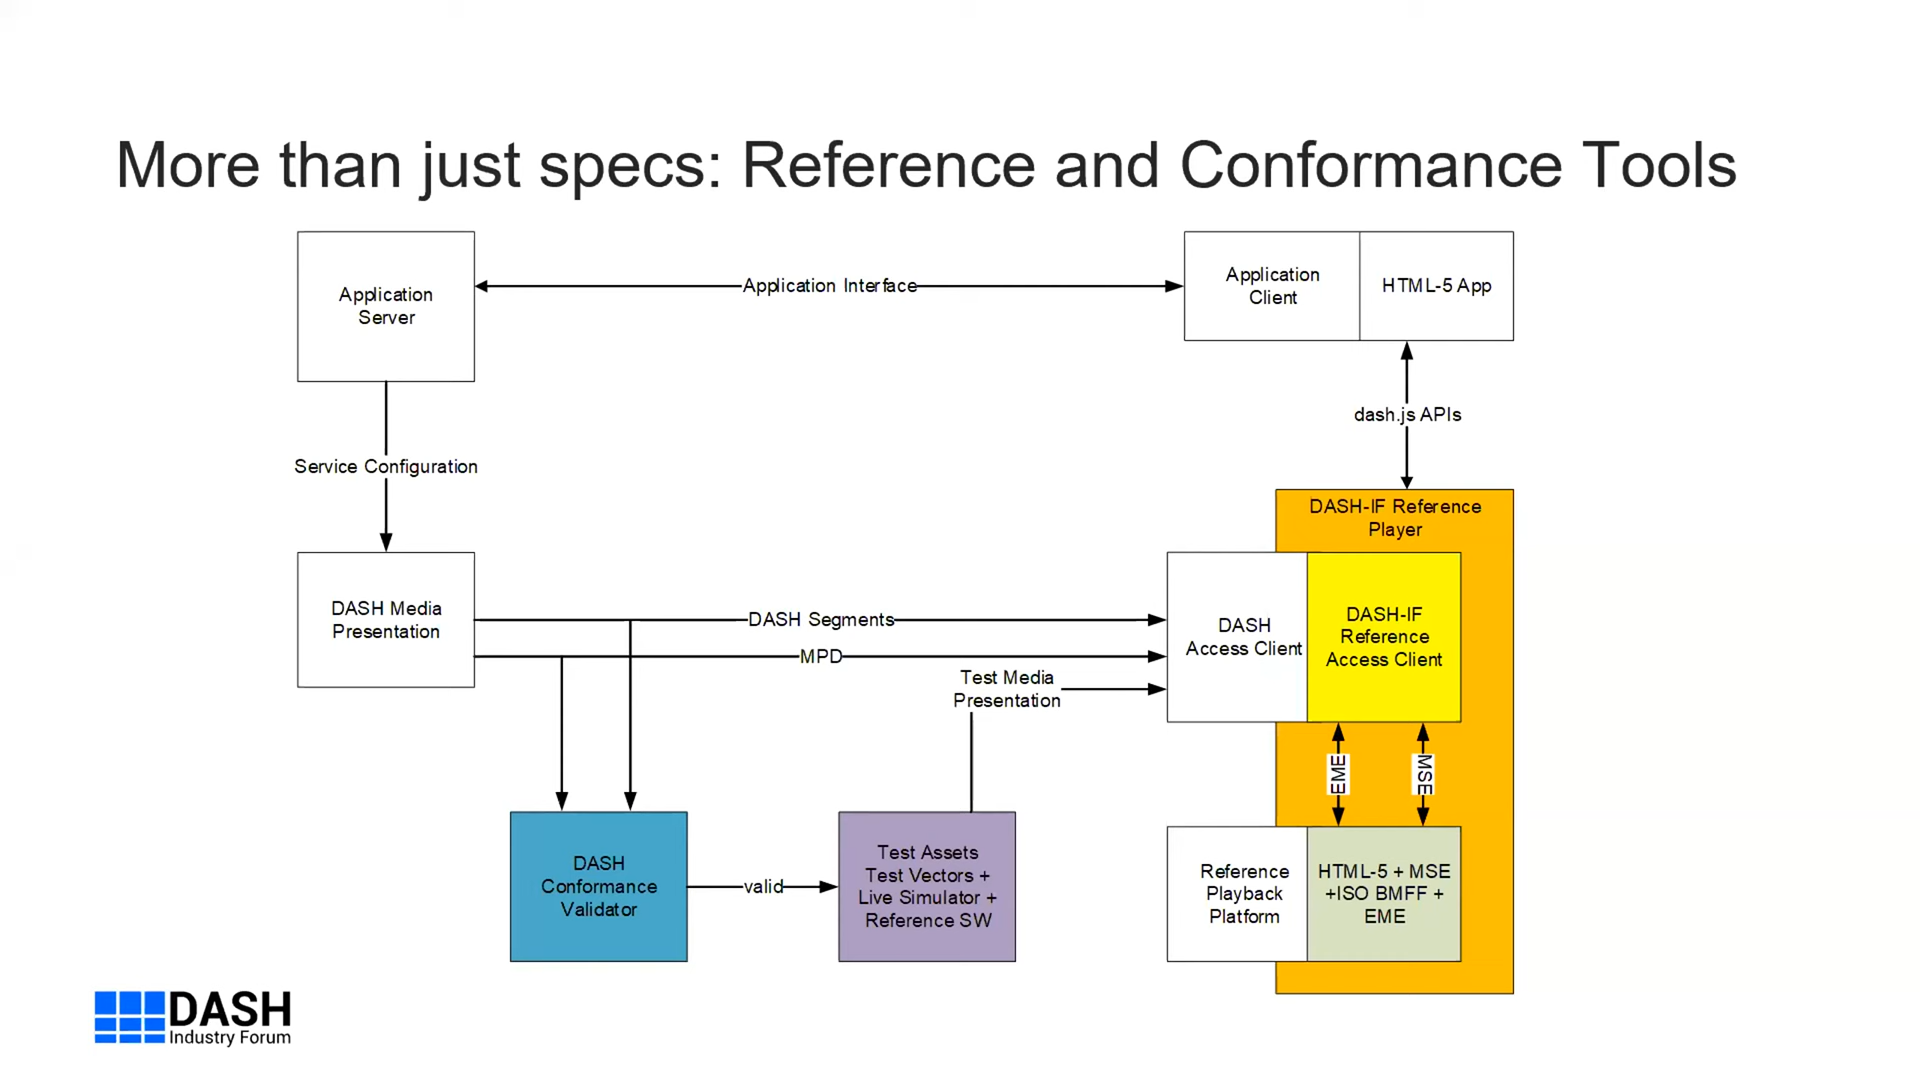 More than just specs: Reference and Conformance Tools
Application
Server
Application Interface
Application
Client
HTML-5 App
dash.js APIs
Service Configuration
DASH-IF Reference
Player
DASH Media
Presentation
DASH Segments
MPD
Test Media
Presentation
DASH
Access Client
DASH-IF
Reference
Access Client
EME
MSE
DASH
Conformance
Validator
valid
Test Assets
Test Vectors +
Live Simulator +
Reference SW
Reference
Playback
Platform
HTML-5 + MSE
+ISO BMFF +
EME
DASH
Industry Forum